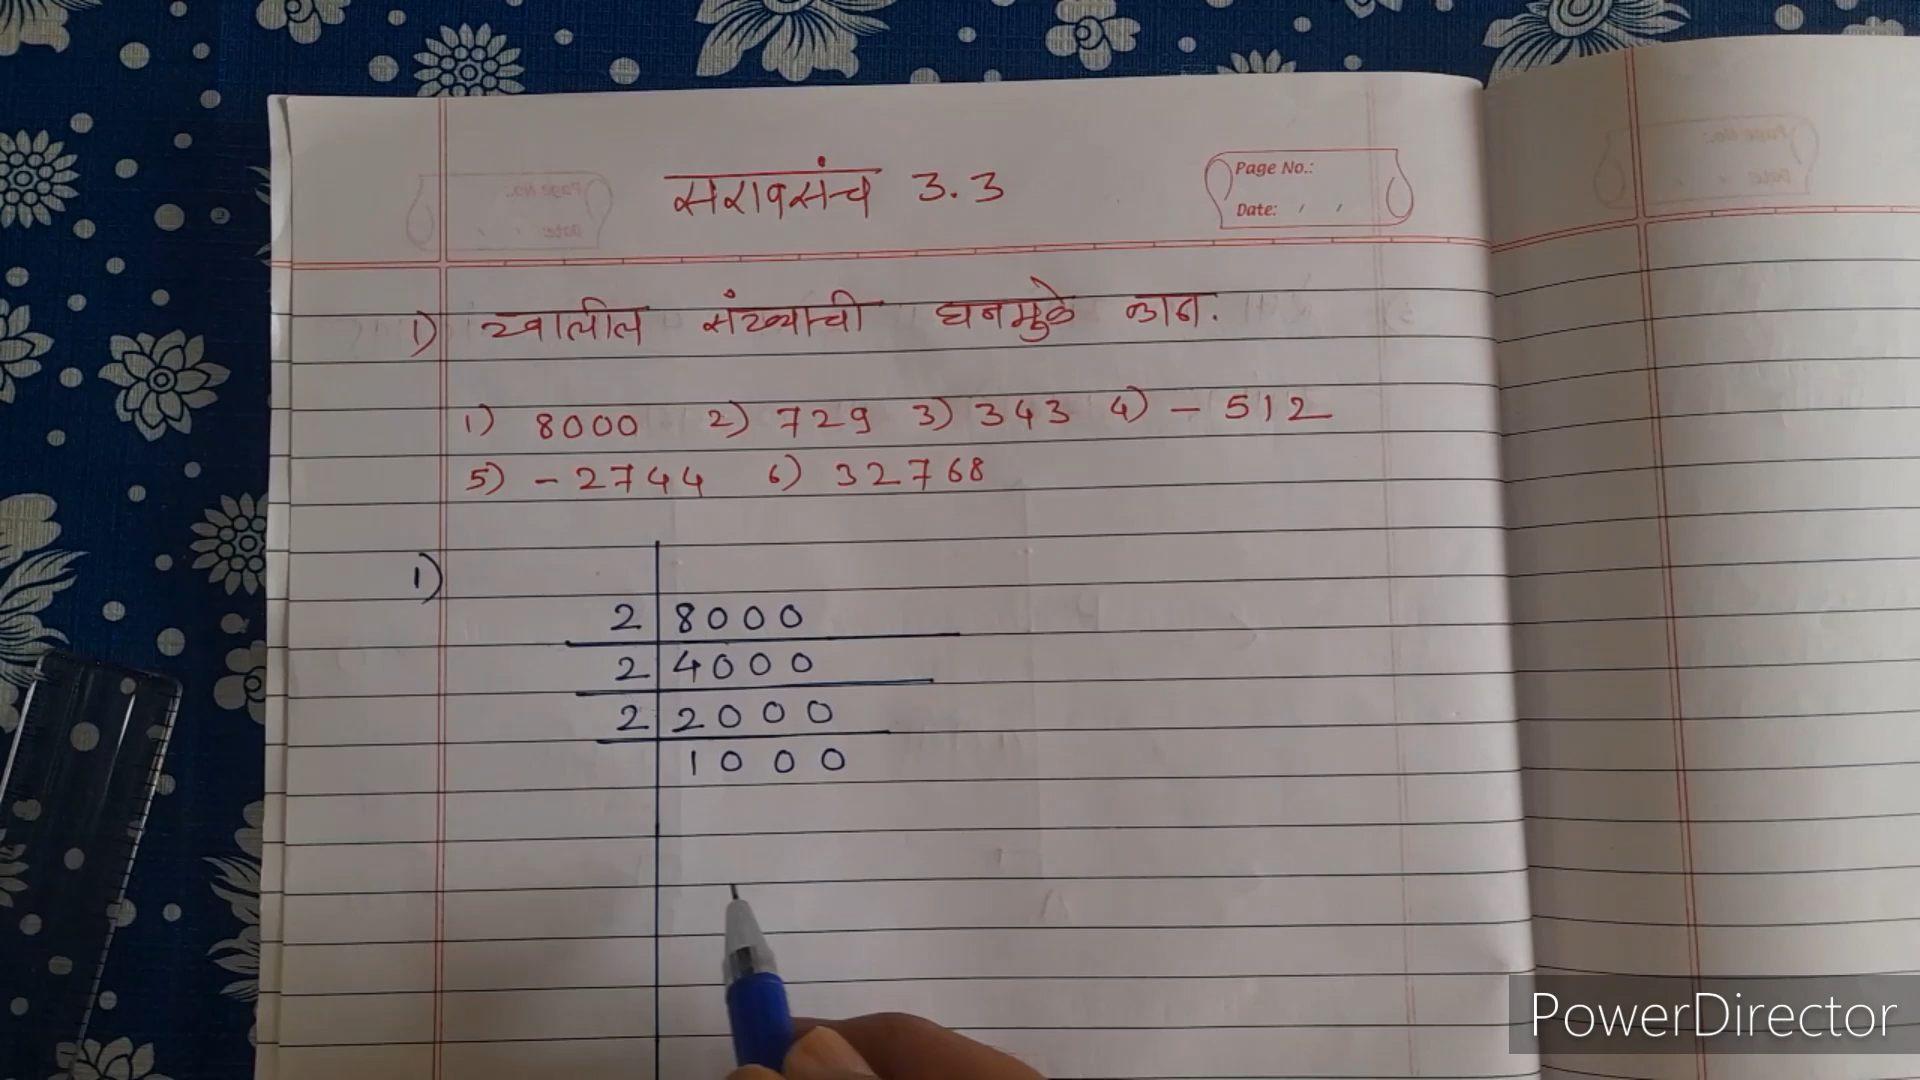 सरावसंच 3.3
Page No.:
Date: / /
1) खालील संख्याची घनमुळे काढा.
1) 8000 2) 729 3) 343 4) - 512
5) - 2744 6) 32768
1)
2 8000
2 4000
2 2000
1000
PowerDirector